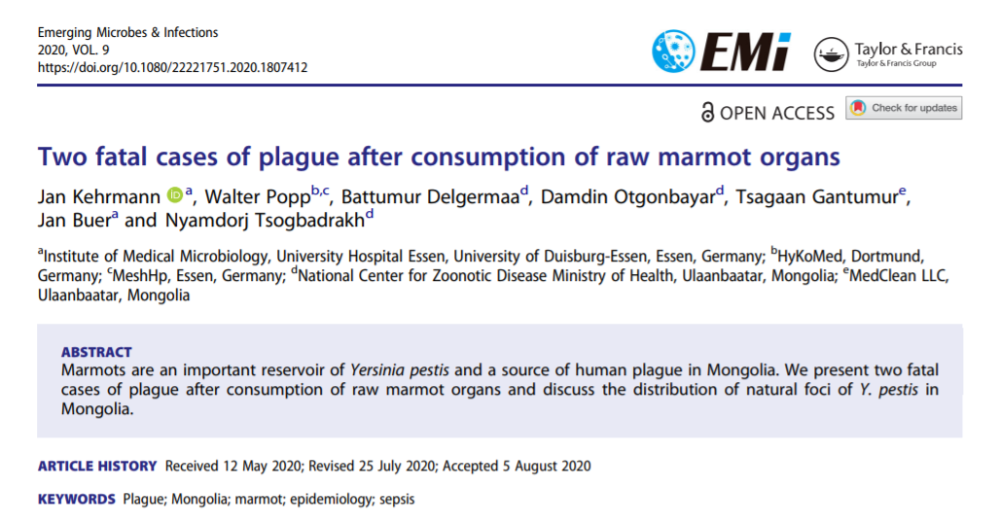 Emerging Microbes & Infections
2020, VOL. 9
https://doi.org/10.1080/22221751.2020.1807412
EMi
Taylor & Francis
Taylor & Francis Group
OPEN ACCESS
Check for updates
Two fatal cases of plague after consumption of raw marmot organs
Jan Kehrmann iD a, Walter Popp b,c, Battumur Delgermaa d, Damdin Otgonbayar d, Tsagaan Gantumur e,
Jan Buer a and Nyamdorj Tsogbadrakh d
aInstitute of Medical Microbiology, University Hospital Essen, University of Duisburg-Essen, Essen, Germany; bHyKoMed, Dortmund,
Germany; cMeshHp, Essen, Germany; dNational Center for Zoonotic Disease Ministry of Health, Ulaanbaatar, Mongolia; eMedClean LLC,
Ulaanbaatar, Mongolia
ABSTRACT
Marmots are an important reservoir of Yersinia pestis and a source of human plague in Mongolia. We present two fatal
cases of plague after consumption of raw marmot organs and discuss the distribution of natural foci of Y. pestis in
Mongolia.
ARTICLE HISTORY Received 12 May 2020; Revised 25 July 2020; Accepted 5 August 2020
KEYWORDS Plague; Mongolia; marmot; epidemiology; sepsis